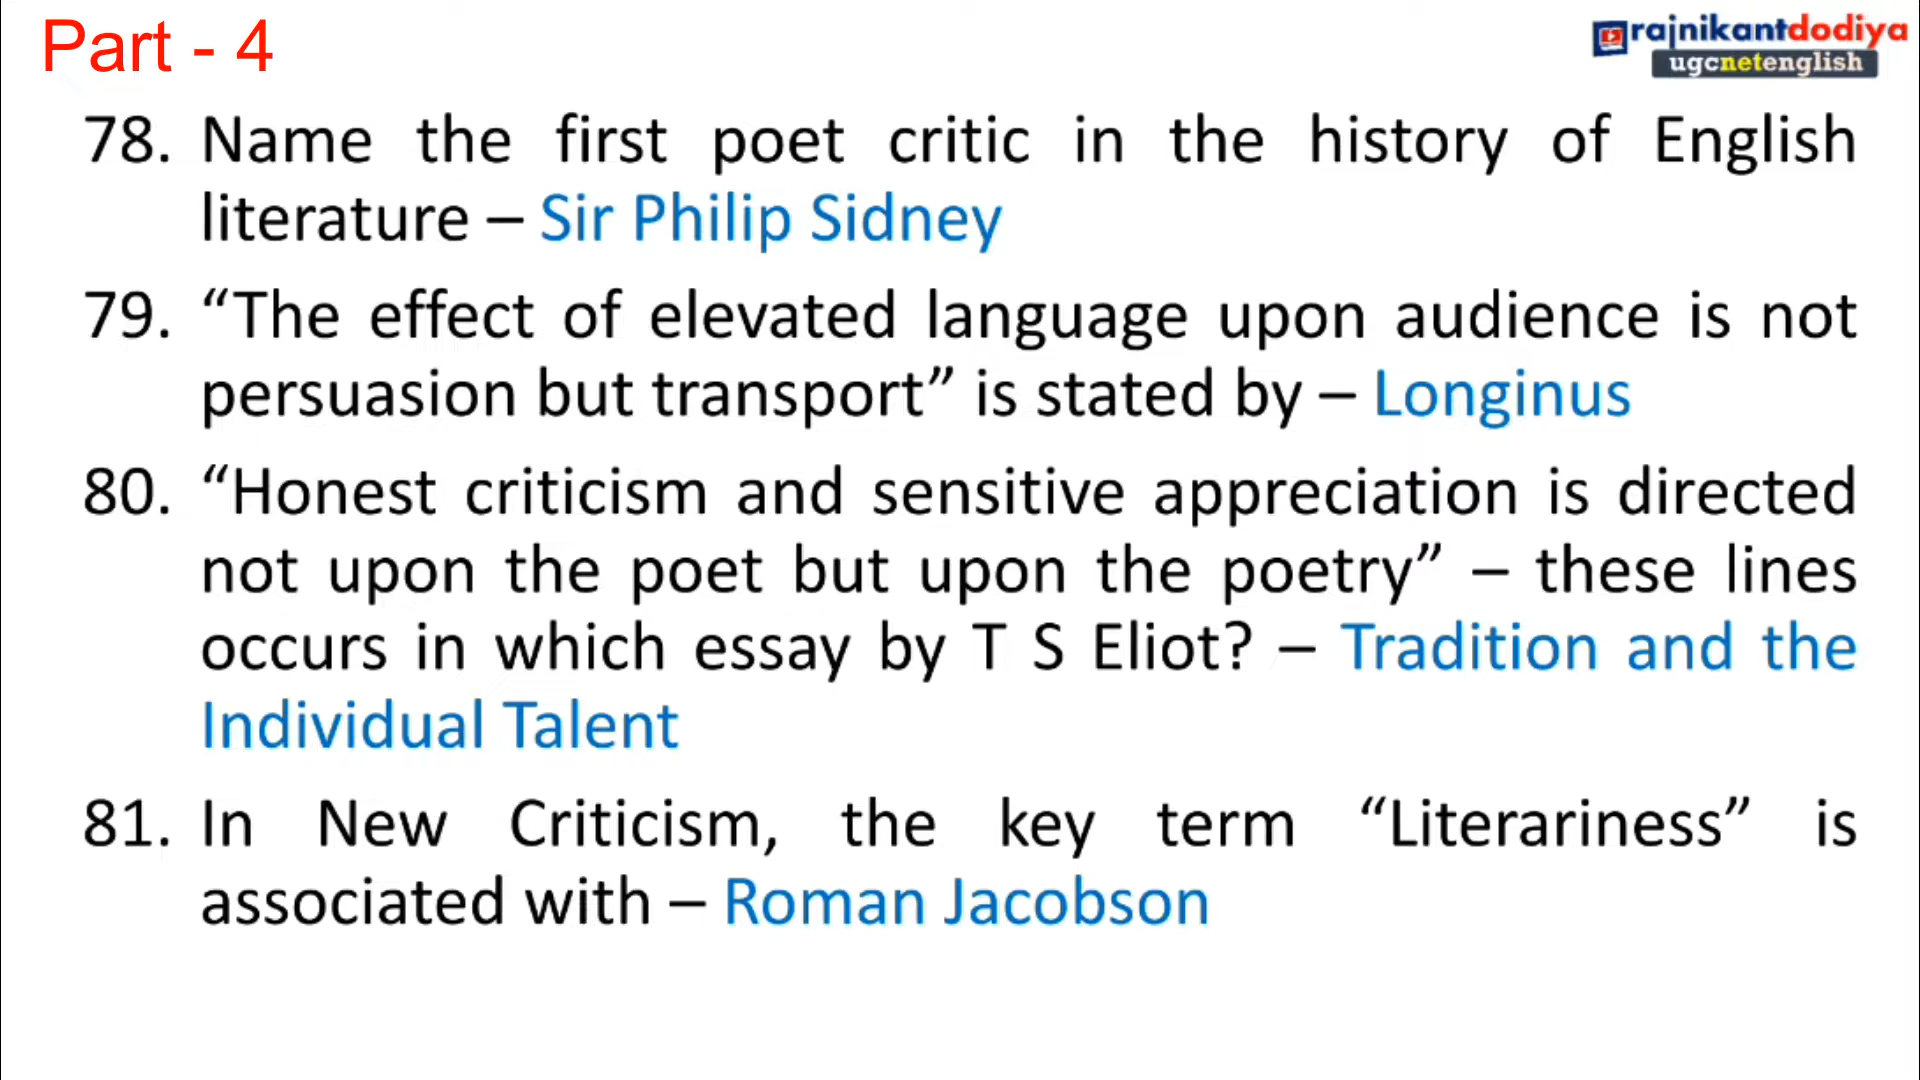 Part - 4
rajnikantdodiya
ugcnetenglish
78. Name the first poet critic in the history of English
literature – Sir Philip Sidney
79. “The effect of elevated language upon audience is not
persuasion but transport” is stated by – Longinus
80. “Honest criticism and sensitive appreciation is directed
not upon the poet but upon the poetry” – these lines
occurs in which essay by T S Eliot? – Tradition and the
Individual Talent
81. In New Criticism, the key term “Literariness” is
associated with – Roman Jacobson